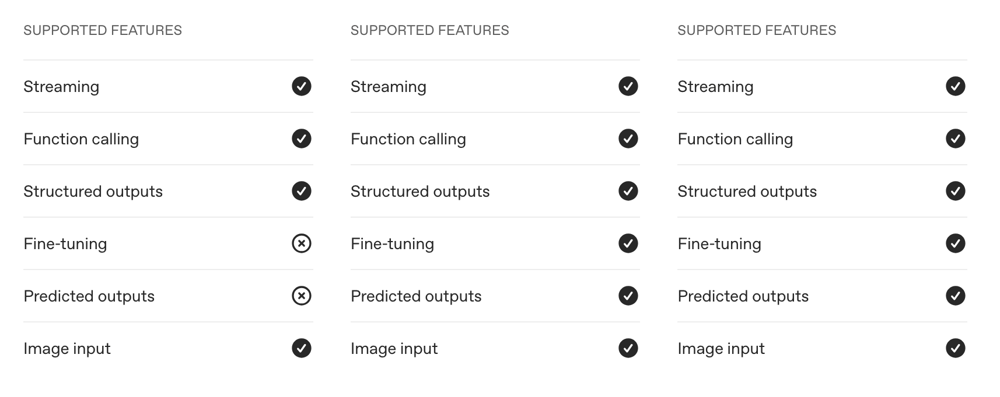 SUPPORTED FEATURES
Streaming
Function calling
Structured outputs
Fine-tuning
Predicted outputs
Image input
SUPPORTED FEATURES
Streaming
Function calling
Structured outputs
Fine-tuning
Predicted outputs
Image input
SUPPORTED FEATURES
Streaming
Function calling
Structured outputs
Fine-tuning
Predicted outputs
Image input